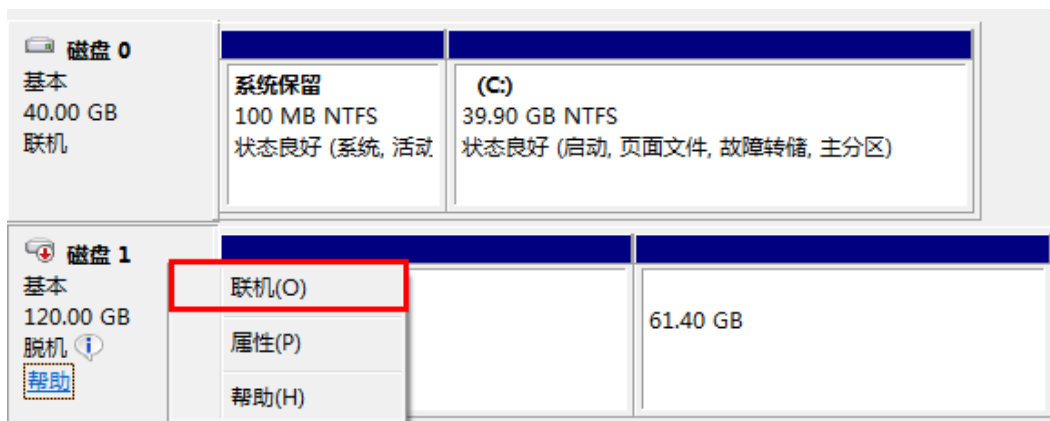 磁盘 0
基本
40.00 GB
联机
系统保留
100 MB NTFS
状态良好 (系统, 活动
(C:)
39.90 GB NTFS
状态良好 (启动, 页面文件, 故障转储, 主分区)
磁盘 1
基本
120.00 GB
脱机
帮助
联机(O)
属性(P)
帮助(H)
61.40 GB